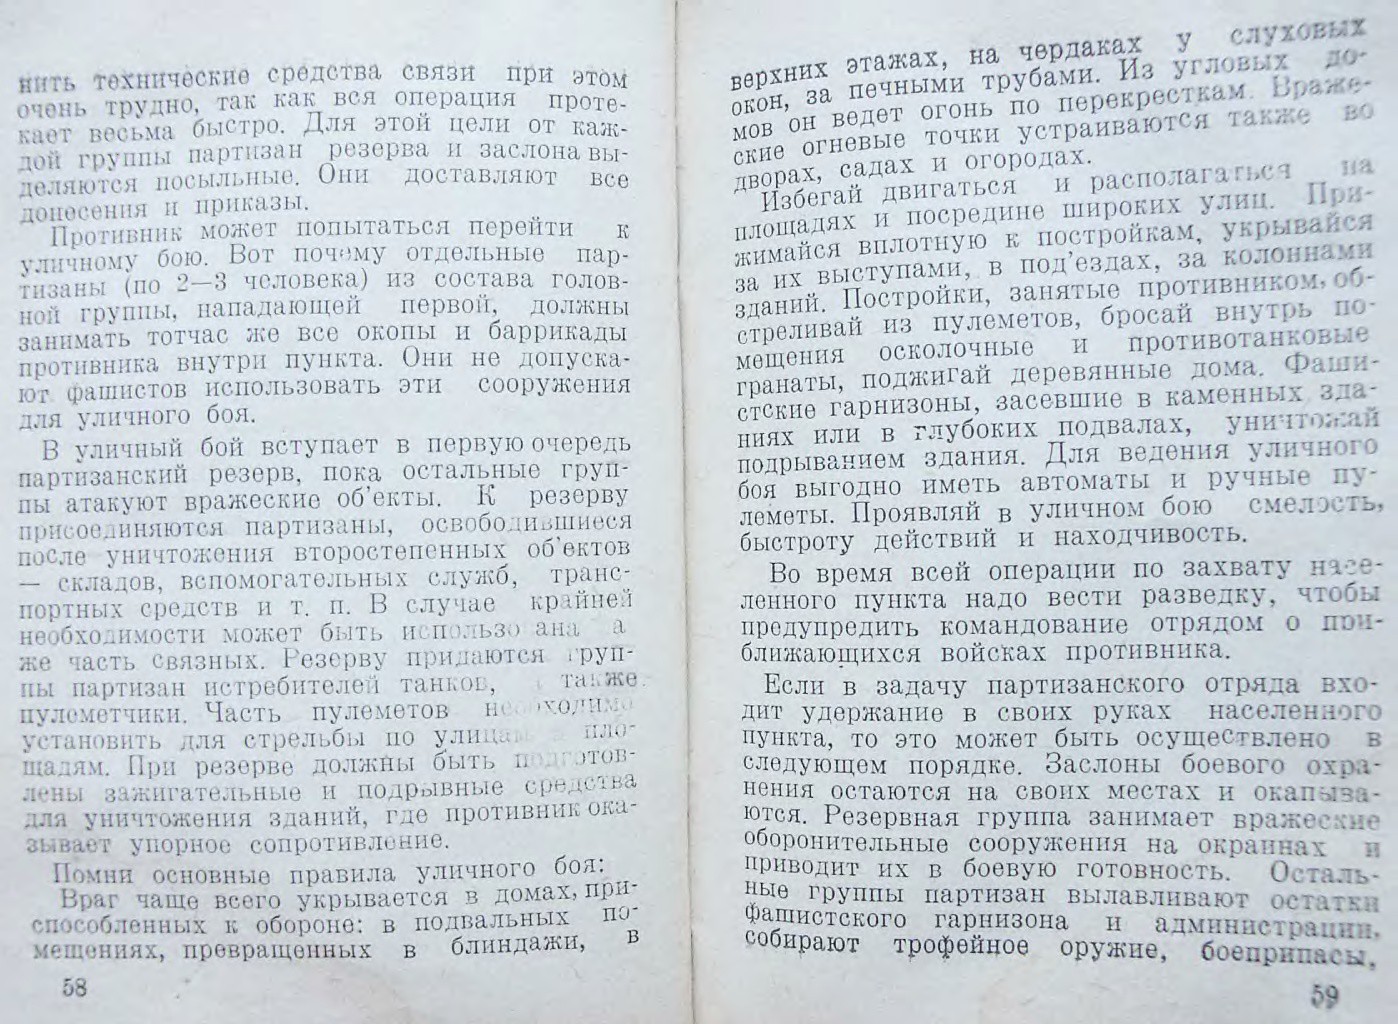 нить технические средства связи при этом
очень трудно, так как вся операция проте-
кает весьма быстро. Для этой цели от каж-
дой группы партизан резерва и заслона вы-
деляются посыльные. Они доставляют все
донесения и приказы.
Противник может попытаться перейти к
уличному бою. Вот почему отдельные пар-
тизаны (по 2—3 человека) из состава голов-
ной группы, нападающей первой, должны
занимать тотчас же все окопы и баррикады
противника внутри пункта. Они не допуска-
ют фашистов использовать эти сооружения
для уличного боя.
В уличный бой вступает в первую очередь
партизанский резерв, пока остальные груп-
пы атакуют вражеские об'екты. К резерву
присоединяются партизаны, освободившиеся
после уничтожения второстепенных об'ектов
— складов, вспомогательных служб, транс-
портных средств и т. п. В случае крайней
необходимости может быть использо ана а
же часть связных. Резерву придаются груп-
пы партизан истребителей танков, также
пулеметчики. Часть пулеметов необходимо
установить для стрельбы по улицам пло-
щадям. При резерве должны быть подготов-
лены зажигательные и подрывные средства
для уничтожения зданий, где противник ока-
зывает упорное сопротивление.
Помни основные правила уличного боя:
Враг чаще всего укрывается в домах, при-
способленных к обороне: в подвальных по-
мещениях, превращенных в блиндажи, в
58
верхних этажах, на чердаках у слуховых
окон, за печными трубами. Из угловых до-
мов он ведет огонь по перекресткам. Враже-
ские огневые точки устраиваются также во
дворах, садах и огородах.
Избегай двигаться и располагаться на
площадях и посредине широких улиц. При-
жимайся вплотную к постройкам, укрывайся
за их выступами, в под'ездах, за колоннами
зданий. Постройки, занятые противником, об-
стреливай из пулеметов, бросай внутрь по-
мещения осколочные и противотанковые
гранаты, поджигай деревянные дома. Фаши-
стские гарнизоны, засевшие в каменных зда-
ниях или в глубоких подвалах, уничтожай
подрыванием здания. Для ведения уличного
боя выгодно иметь автоматы и ручные пу-
леметы. Проявляй в уличном бою смелость,
быстроту действий и находчивость.
Во время всей операции по захвату насе-
ленного пункта надо вести разведку, чтобы
предупредить командование отрядом о при-
ближающихся войсках противника.
Если в задачу партизанского отряда вхо-
дит удержание в своих руках населенного
пункта, то это может быть осуществлено в
следующем порядке. Заслоны боевого охра-
нения остаются на своих местах и окапыва-
ются. Резервная группа занимает вражеские
оборонительные сооружения на окраинах и
приводит их в боевую готовность. Осталь-
ные группы партизан вылавливают остатки
фашистского гарнизона и администрации,
собирают трофейное оружие, боеприпасы,
59